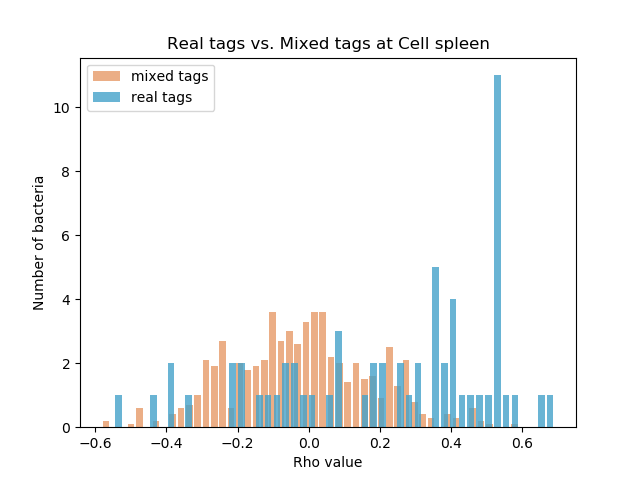 Real tags vs. Mixed tags at Cell spleen
mixed tags
real tags
Number of bacteria
10
8
6
4
2
0
−0.6 −0.4 −0.2 0.0 0.2 0.4 0.6
Rho value